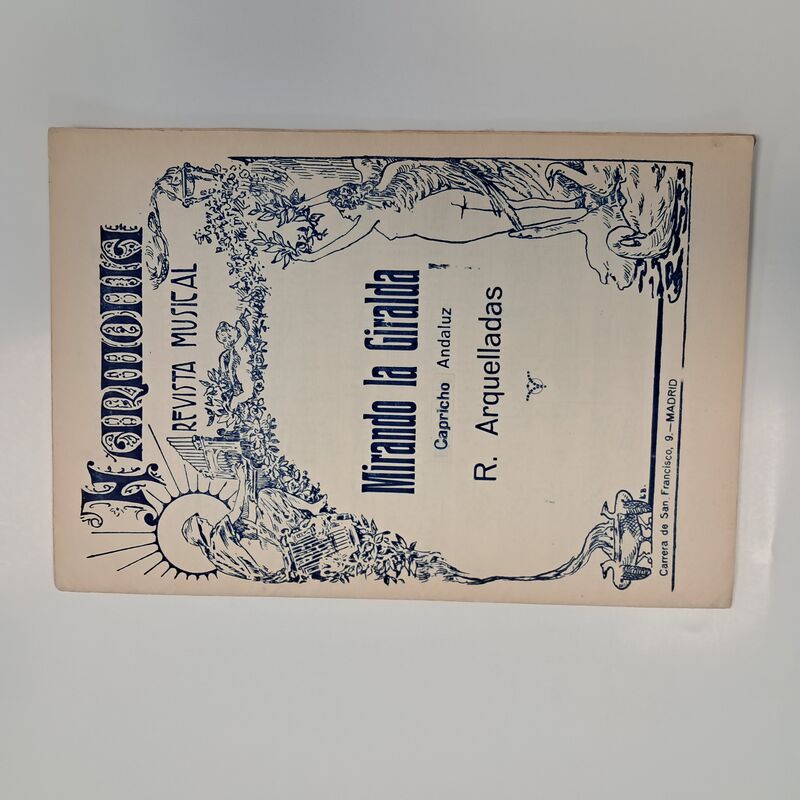 HARMONIA
REVISTA MUSICAL
Mirando la Giralda
Capricho Andaluz
R. Arquelladas
L.B.
Carrera de San Francisco, 9.—MADRID